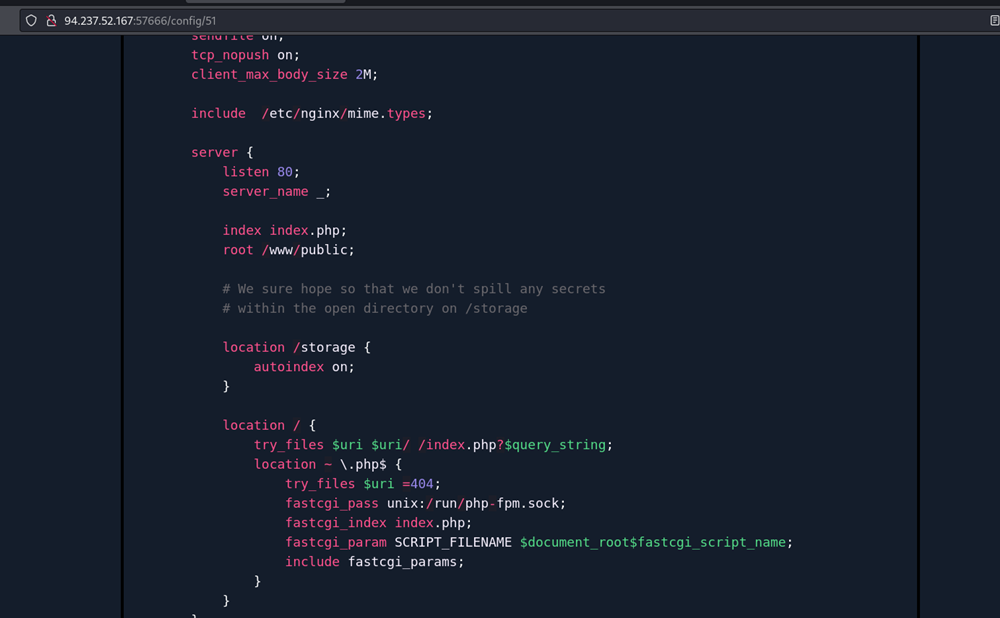 94.237.52.167:57666/config/51
sendfile on;
tcp_nopush on;
client_max_body_size 2M;
include  /etc/nginx/mime.types;
server {
listen 80;
server_name _;
index index.php;
root /www/public;
# We sure hope so that we don't spill any secrets
# within the open directory on /storage
location /storage {
autoindex on;
}
location / {
try_files $uri $uri/ /index.php?$query_string;
location ~ \.php$ {
try_files $uri =404;
fastcgi_pass unix:/run/php-fpm.sock;
fastcgi_index index.php;
fastcgi_param SCRIPT_FILENAME $document_root$fastcgi_script_name;
include fastcgi_params;
}
}
}